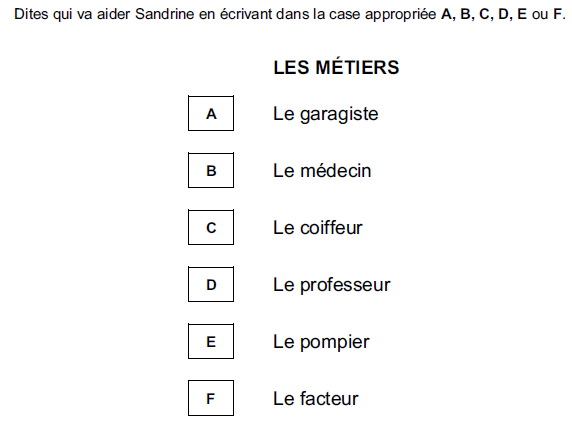 Dites qui va aider Sandrine en écrivant dans la case appropriée A, B, C, D, E ou F.
LES MÉTIERS
A Le garagiste
B Le médecin
C Le coiffeur
D Le professeur
E Le pompier
F Le facteur